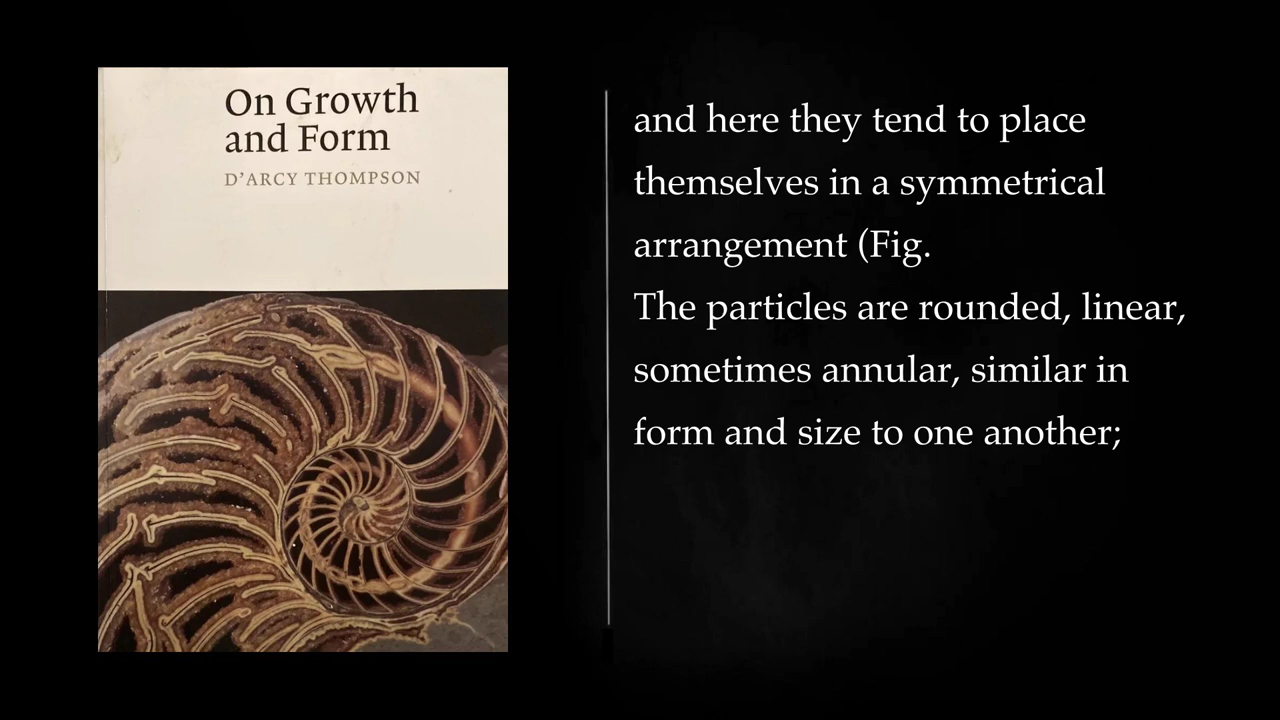 On Growth
and Form
D'ARCY THOMPSON
and here they tend to place
themselves in a symmetrical
arrangement (Fig.
The particles are rounded, linear,
sometimes annular, similar in
form and size to one another;